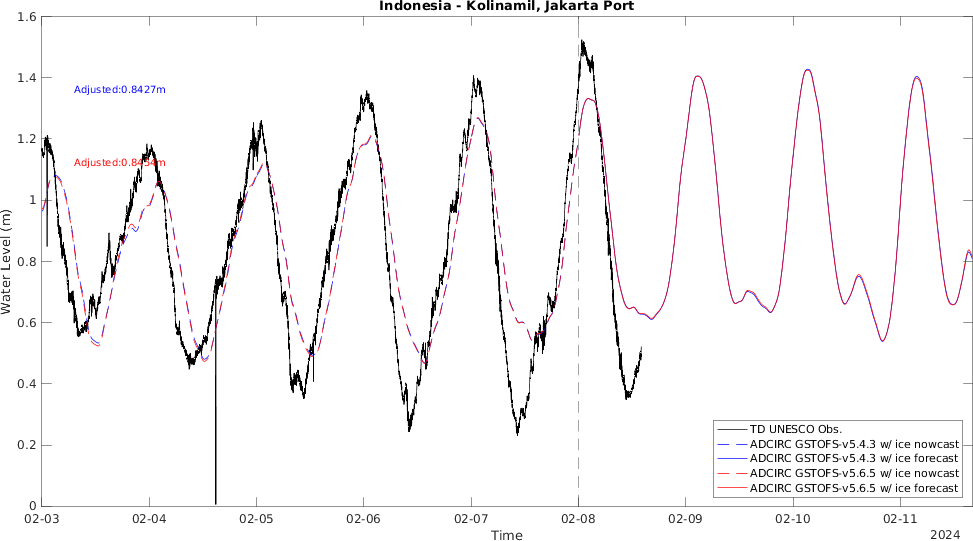 Indonesia - Kolinamil, Jakarta Port
1.6
1.4
1.2
1
0.8
0.6
0.4
0.2
0
Water Level (m)
Adjusted:0.8427m
Adjusted:0.8454m
TD UNESCO Obs.
ADCIRC GSTOFS-v5.4.3 w/ ice nowcast
ADCIRC GSTOFS-v5.4.3 w/ ice forecast
ADCIRC GSTOFS-v5.6.5 w/ ice nowcast
ADCIRC GSTOFS-v5.6.5 w/ ice forecast
02-03 02-04 02-05 02-06 02-07 02-08 02-09 02-10 02-11
Time
2024